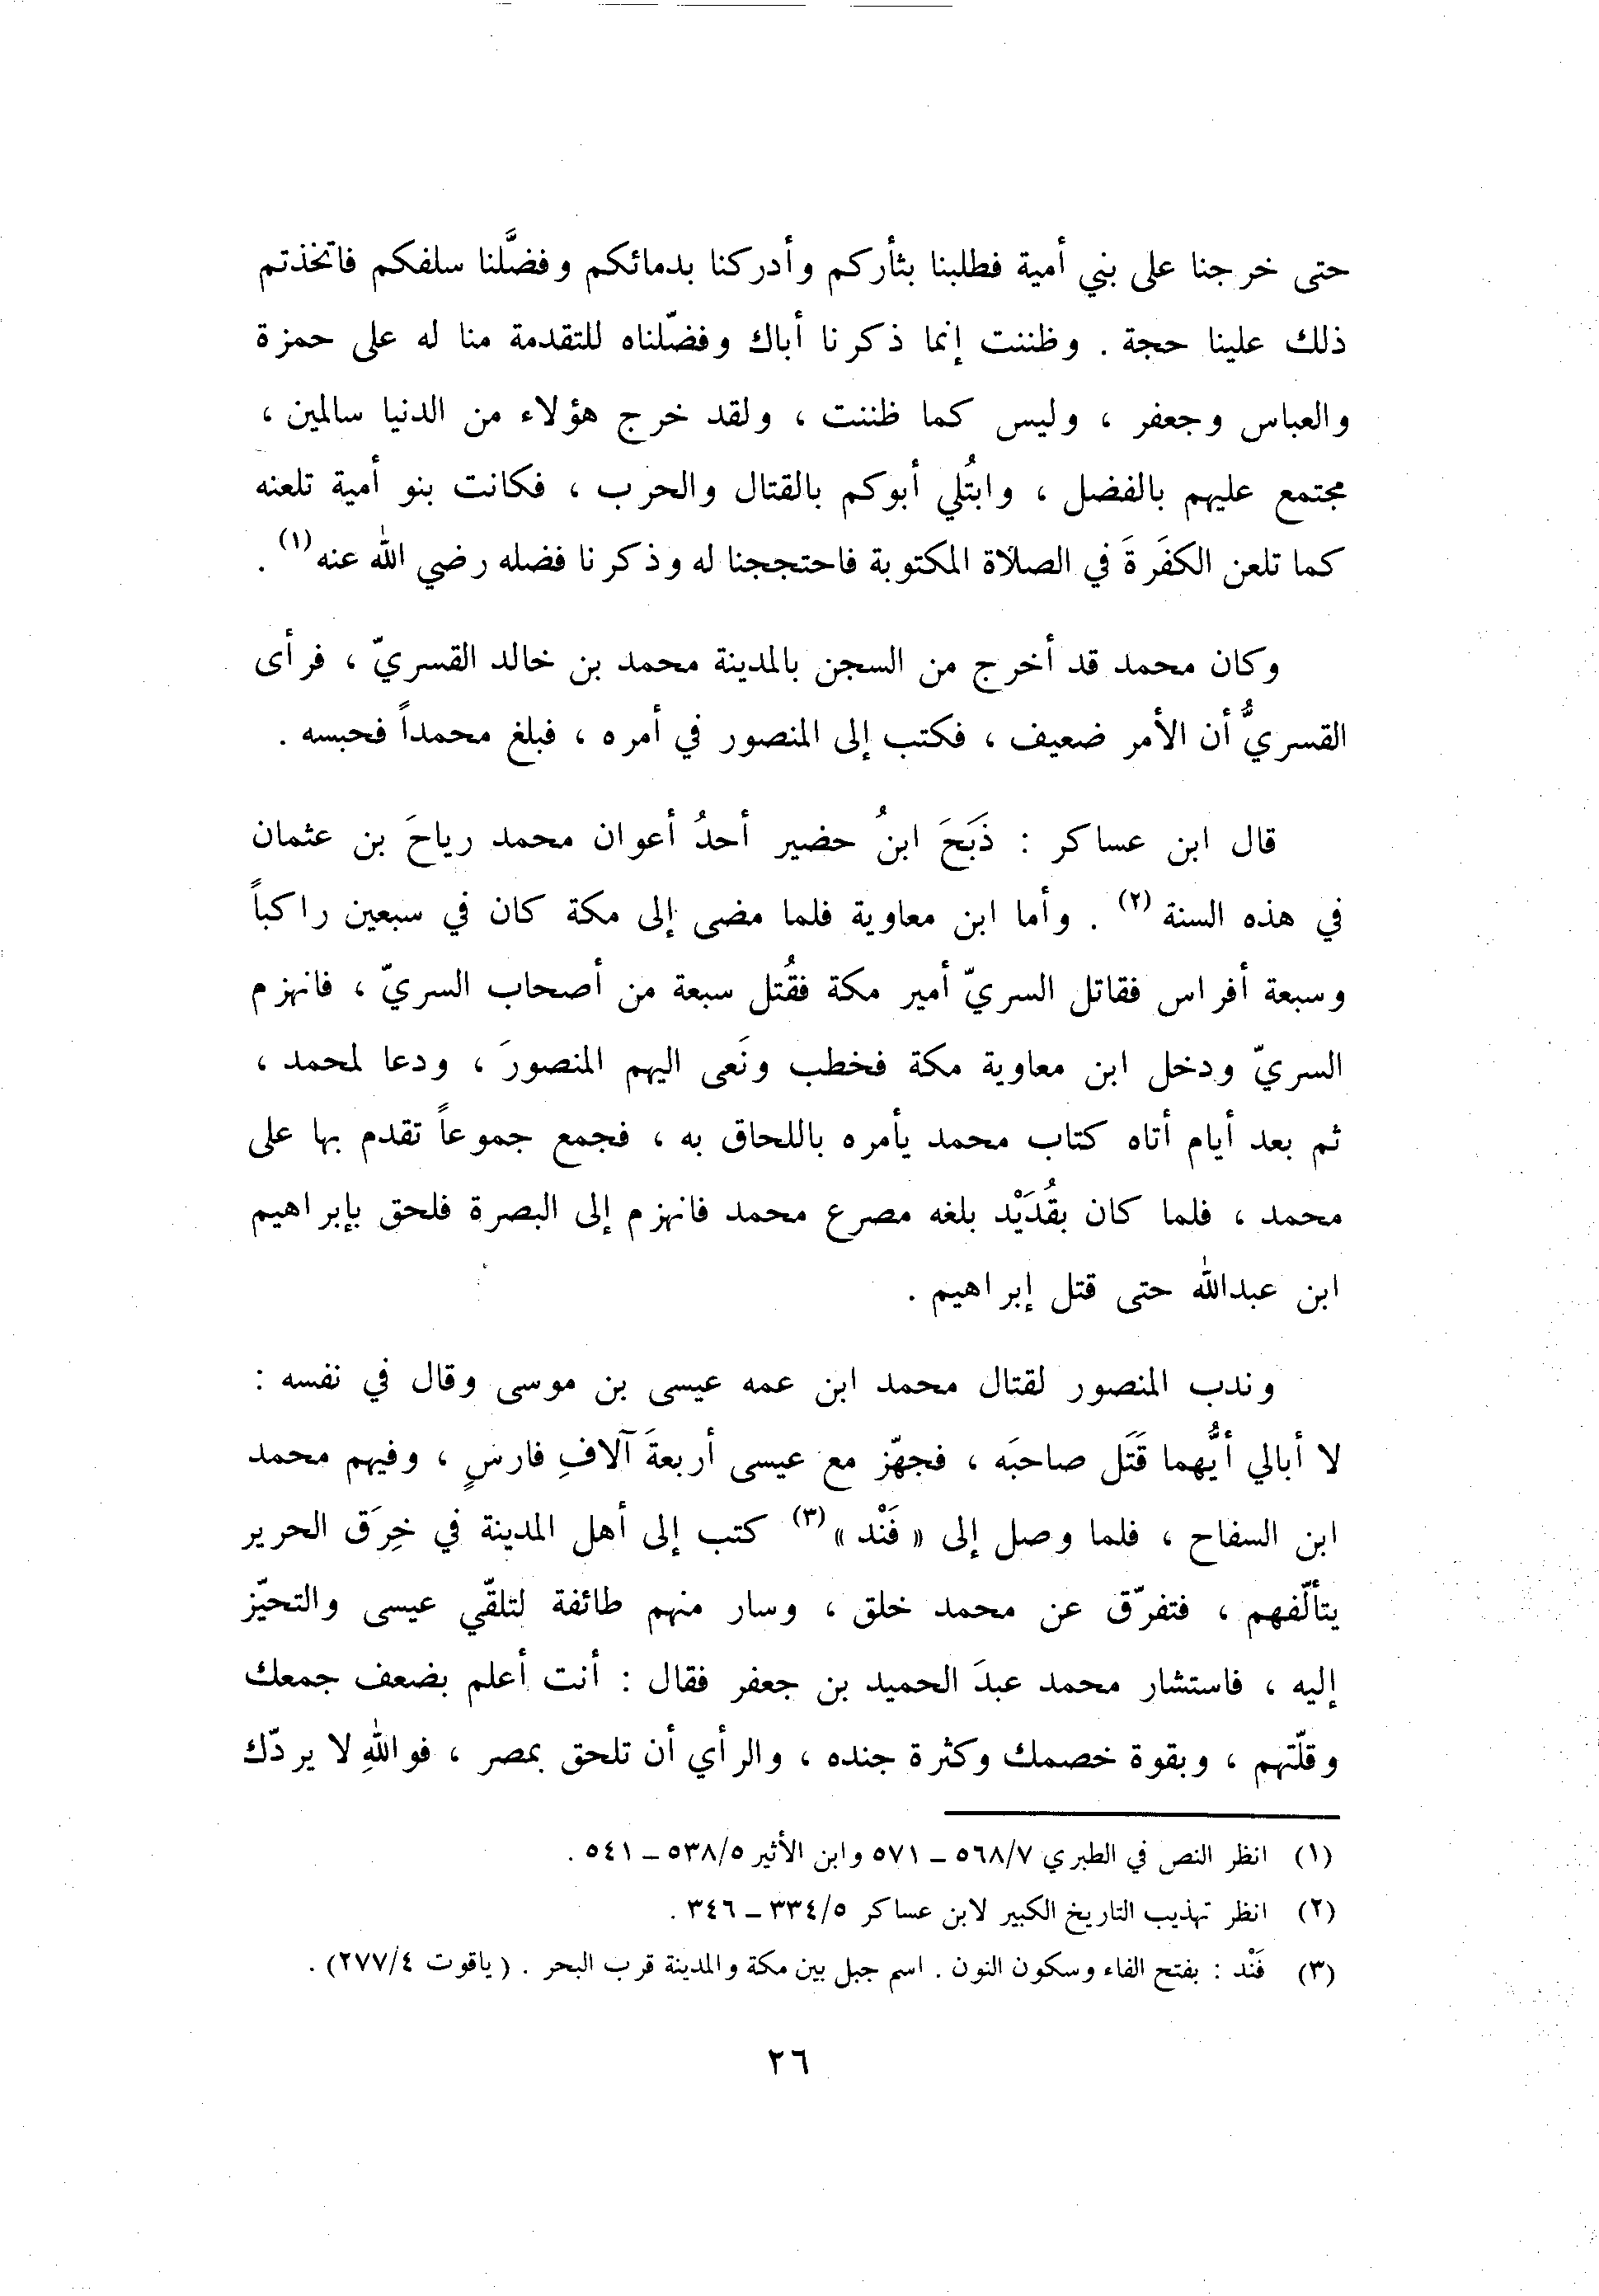 حتى خرجنا على بني أمية فطلبنا بثأركم وأدركنا بدمائكم وفضَّلنا سلفكم فاتخذتم
ذلك علينا حجة . وظننت إنما ذكرنا أباك وفضّلناه للتقدمة منا له على حمزة
والعباس وجعفر ، وليس كما ظننت ، ولقد خرج هؤلاء من الدنيا سالمين ،
مجتمع عليهم بالفضل ، وابتُلي أبوكم بالقتال والحرب ، فكانت بنو أمية تلعنه
كما تلعن الكفَرةَ في الصلاة المكتوبة فاحتججنا له وذكرنا فضله رضي الله عنه (١) .
وكان محمد قد أخرج من السجن بالمدينة محمد بن خالد القسريّ ، فرأى
القسريُّ أن الأمر ضعيف ، فكتب إلى المنصور في أمره ، فبلغ محمداً فحبسه .
قال ابن عساكر : ذَبَحَ ابنُ حضير أحدُ أعوان محمد رياحَ بن عثمان
في هذه السنة (٢) . وأما ابن معاوية فلما مضى إلى مكة كان في سبعين راكباً
وسبعة أفراس فقاتل السريّ أمير مكة فقُتل سبعة من أصحاب السريّ ، فانهزم
السريّ ودخل ابن معاوية مكة فخطب ونَعى اليهم المنصورَ ، ودعا لمحمد ،
ثم بعد أيام أتاه كتاب محمد يأمره باللحاق به ، فجمع جموعاً تقدم بها على
محمد ، فلما كان بقُدَيْد بلغه مصرع محمد فانهزم إلى البصرة فلحق بإبراهيم
ابن عبدالله حتى قتل إبراهيم .
وندب المنصور لقتال محمد ابن عمه عيسى بن موسى وقال في نفسه :
لا أبالي أيُّهما قَتَل صاحبَه ، فجهّز مع عيسى أربعةَ آلافِ فارسٍ ، وفيهم محمد
ابن السفاح ، فلما وصل إلى « فَنْد » (٣) كتب إلى أهل المدينة في خِرَق الحرير
يتألّفهم ، فتفرّق عن محمد خلق ، وسار منهم طائفة لتلقّي عيسى والتحيّز
إليه ، فاستشار محمد عبدَ الحميد بن جعفر فقال : أنت أعلم بضعف جمعك
وقلّتهم ، وبقوة خصمك وكثرة جنده ، والرأي أن تلحق بمصر ، فواللهِ لا يردّك
(١) انظر النص في الطبري ٥٦٨/٧ – ٥٧١ وابن الأثير ٥٣٨/٥ – ٥٤١ .
(٢) انظر تهذيب التاريخ الكبير لابن عساكر ٣٣٤/٥ – ٣٤٦ .
(٣) فَنْد : بفتح الفاء وسكون النون . اسم جبل بين مكة والمدينة قرب البحر . (ياقوت ٢٧٧/٤) .
٢٦